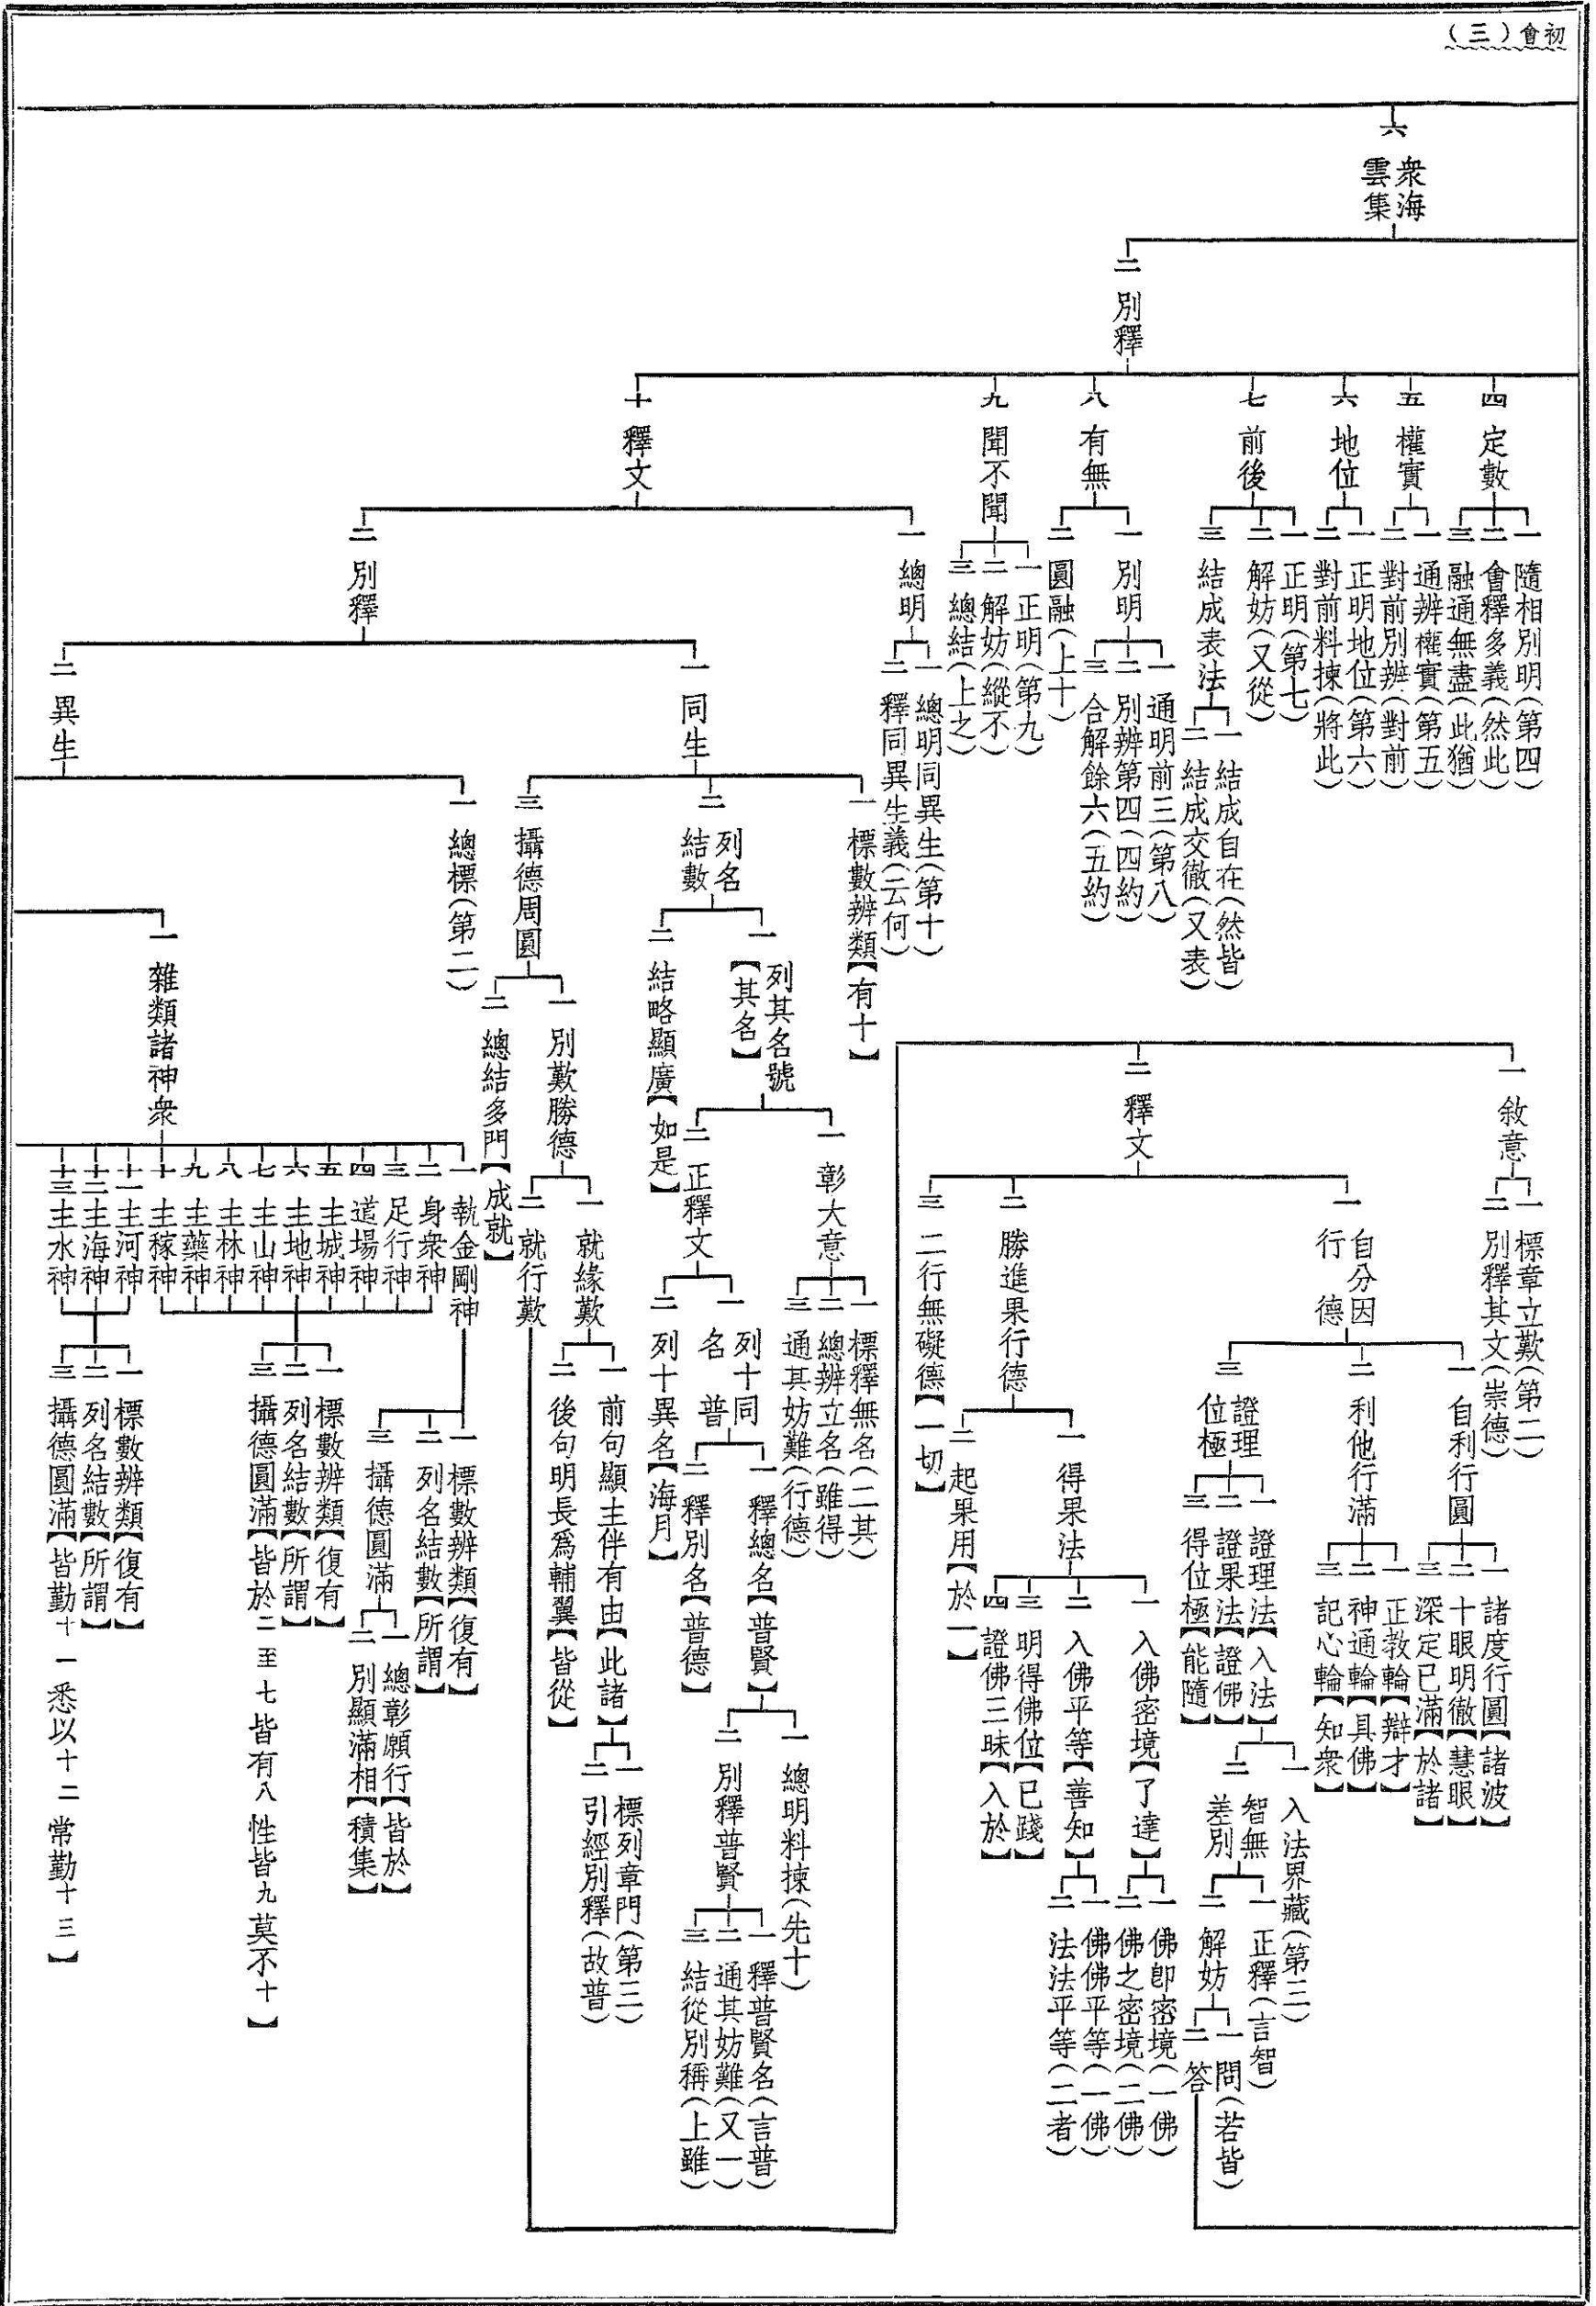 初會（三）
六 衆海雲集
二 別釋
四 定數
一 隨相別明(第四)
二 會釋多義(然此)
三 融通無盡(此猶)
五 權實
一 通辨權實(第五)
二 對前別辨(對前)
六 地位
一 正明地位(第六)
二 對前料揀(將此)
七 前後
一 正明(第七)
二 解妨(又從)
三 結成表法
一 結成自在(然皆)
二 結成交徹(又表)
八 有無
一 別明
一 通明前三(第八)
二 別辨第四(四約)
三 合解餘六(五約)
二 圓融(上十)
九 聞不聞
一 正明(第九)
二 解妨(縱不)
三 總結(上之)
十 釋文
一 總明
一 總明同異生(第十)
二 釋同異生義(云何)
二 別釋
一 同生
一 標數辨類【有十】
二 列名結數
一 列其名號【其名】
一 彰大意
一 標釋無名(二其)
二 總辨立名(雖得)
三 通其妨難(行德)
二 正釋文
一 列十同名普
一 釋總名【普賢】
一 總明料揀(先十)
二 別釋普賢
一 釋普賢名(言普)
二 通其妨難(又一)
三 結從別稱(上雖)
二 釋別名【普德】
二 列十異名【海月】
二 結略顯廣【如是】
三 攝德周圓
一 別歎勝德
一 就緣歎
一 前句顯主伴有由【此諸】
一 標列章門(第三)
二 引經別釋(故普)
二 後句明長爲輔翼【皆從】
二 就行歎
一 敘意
一 標章立歎(第二)
二 別釋其文(崇德)
二 釋文
一 自分因行德
一 自利行圓
一 諸度行圓【諸波】
二 十眼明徹【慧眼】
三 深定已滿【於諸】
二 利他行滿
一 正教輪【辯才】
二 神通輪【具佛】
三 記心輪【知衆】
三 證理位極
一 證理法【入法】
一 入法界藏(第三)
二 智無差別
一 正釋(言智)
二 解妨
一 問(若皆)
二 答
二 證果法【證佛】
三 得位極【能隨】
二 勝進果行德
一 得果法
一 入佛密境【了達】
一 佛卽密境(一佛)
二 佛之密境(二佛)
二 入佛平等【善知】
一 佛佛平等(一佛)
二 法法平等(二者)
三 明得佛位【已踐】
四 證佛三昧【入於】
二 起果用【於一】
三 二行無礙德【一切】
二 總結多門【成就】
二 異生
一 總標(第二)
一 雜類諸神衆
一 執金剛神
一 標數辨類【復有】
二 列名結數【所謂】
三 攝德圓滿
一 總彰願行【皆於】
二 別顯滿相【積集】
二 身衆神
三 足行神
四 道場神
五 主城神
六 主地神
七 主山神
八 主林神
九 主藥神
十 主稼神
一 標數辨類【復有】
二 列名結數【所謂】
三 攝德圓滿【皆於二至七皆有八性皆九莫不十】
十一 主河神
十二 主海神
十三 主水神
一 標數辨類【復有】
二 列名結數【所謂】
三 攝德圓滿【皆勤十一悉以十二常勤十三】